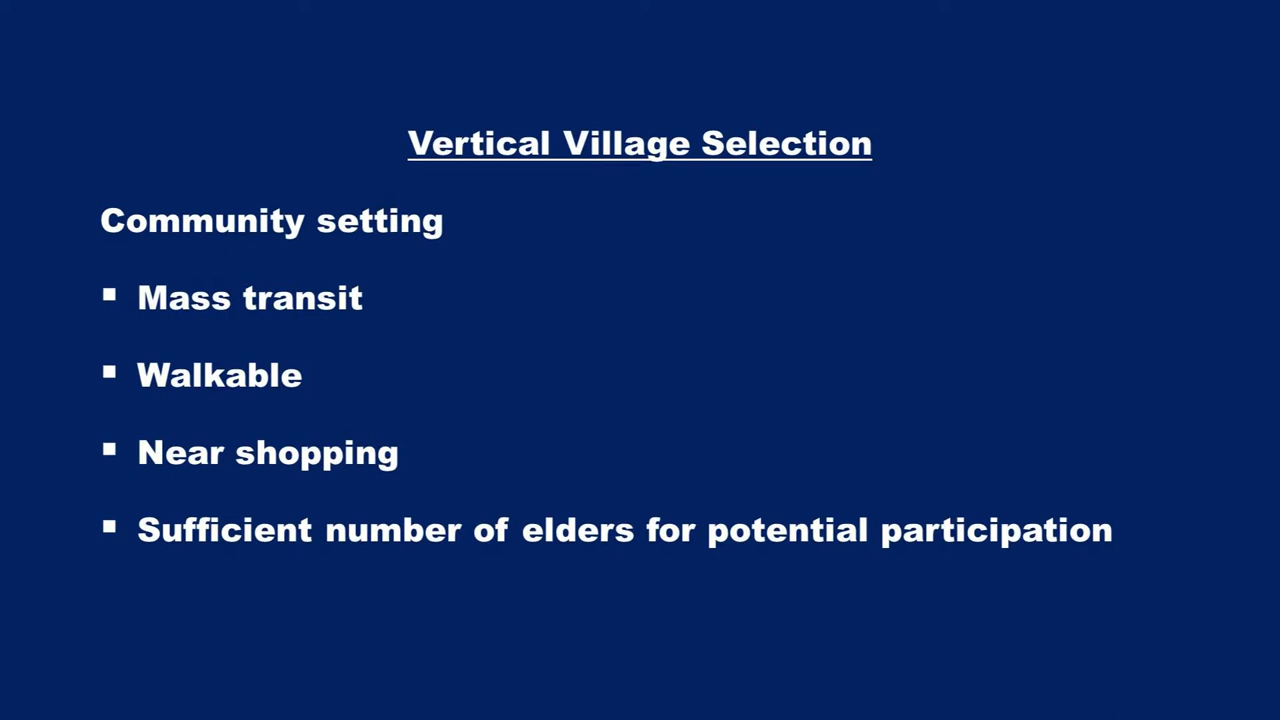 Vertical Village Selection
Community setting
▪ Mass transit
▪ Walkable
▪ Near shopping
▪ Sufficient number of elders for potential participation